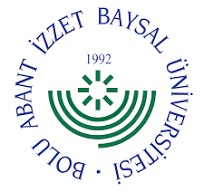 BOLU ABANT İZZET BAYSAL ÜNİVERSİTESİ ·
1992